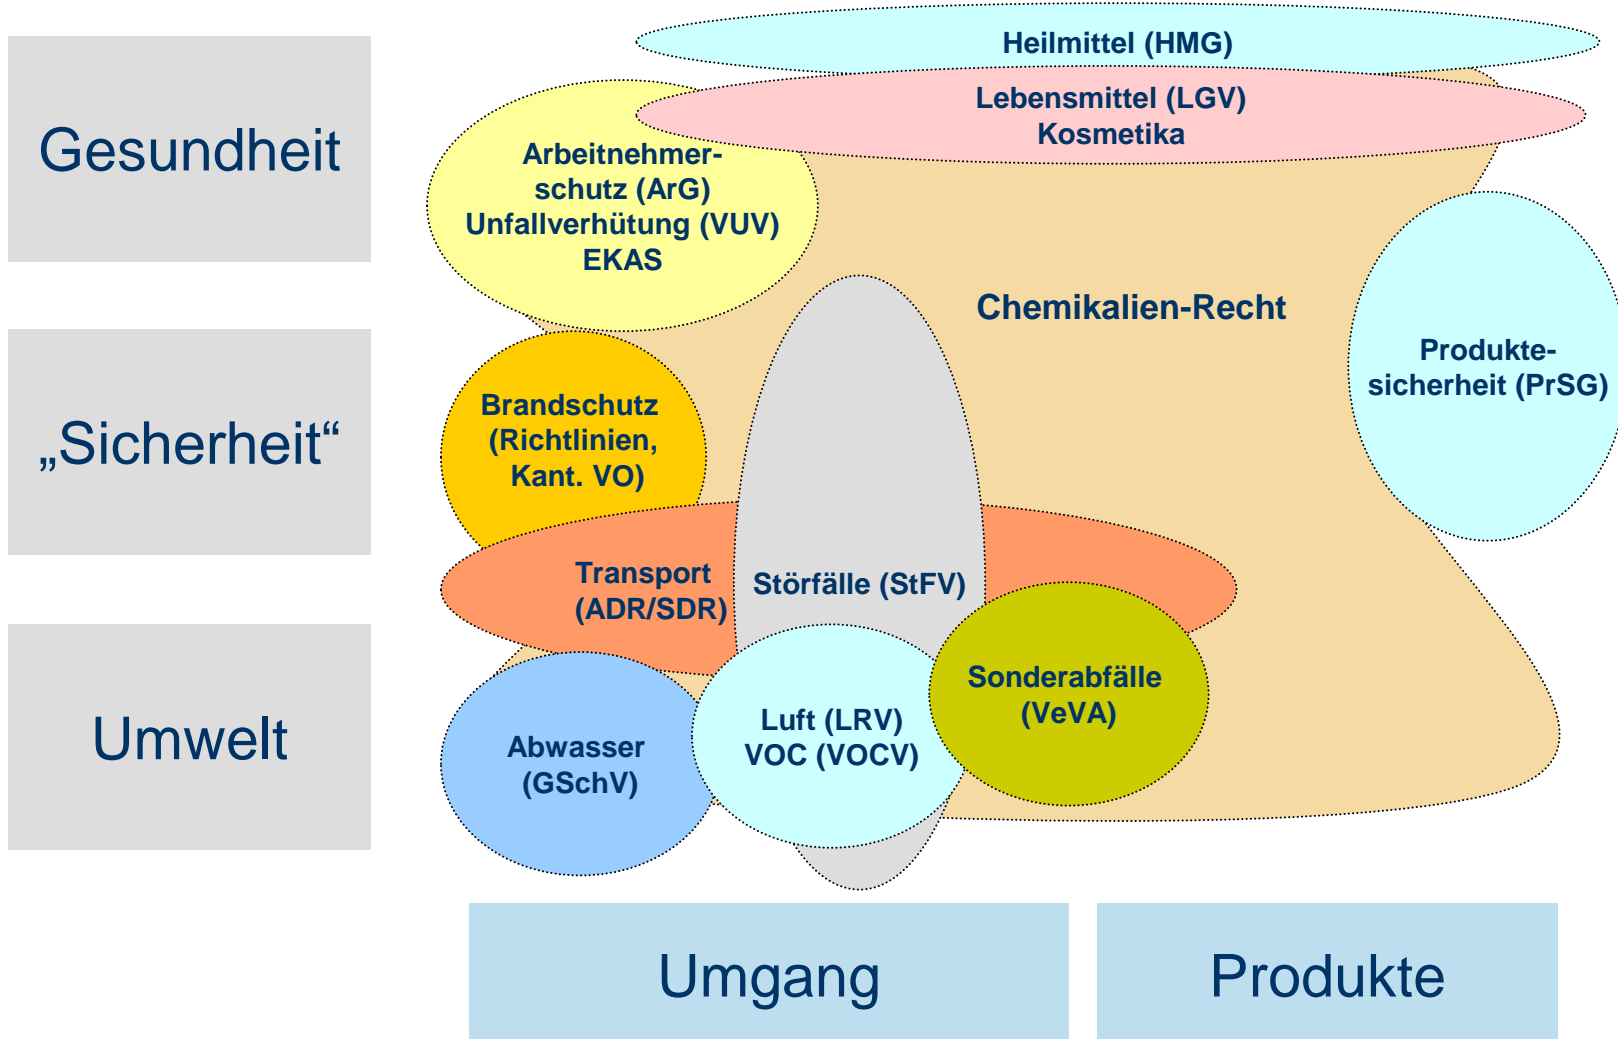 Heilmittel (HMG)
Lebensmittel (LGV)
Kosmetika
Gesundheit
Arbeitnehmer-
schutz (ArG)
Unfallverhütung (VUV)
EKAS
Chemikalien-Recht
Produkte-
sicherheit (PrSG)
„Sicherheit“
Brandschutz
(Richtlinien,
Kant. VO)
Transport
(ADR/SDR)
Störfälle (StFV)
Sonderabfälle
(VeVA)
Umwelt
Luft (LRV)
VOC (VOCV)
Abwasser
(GSchV)
Umgang
Produkte